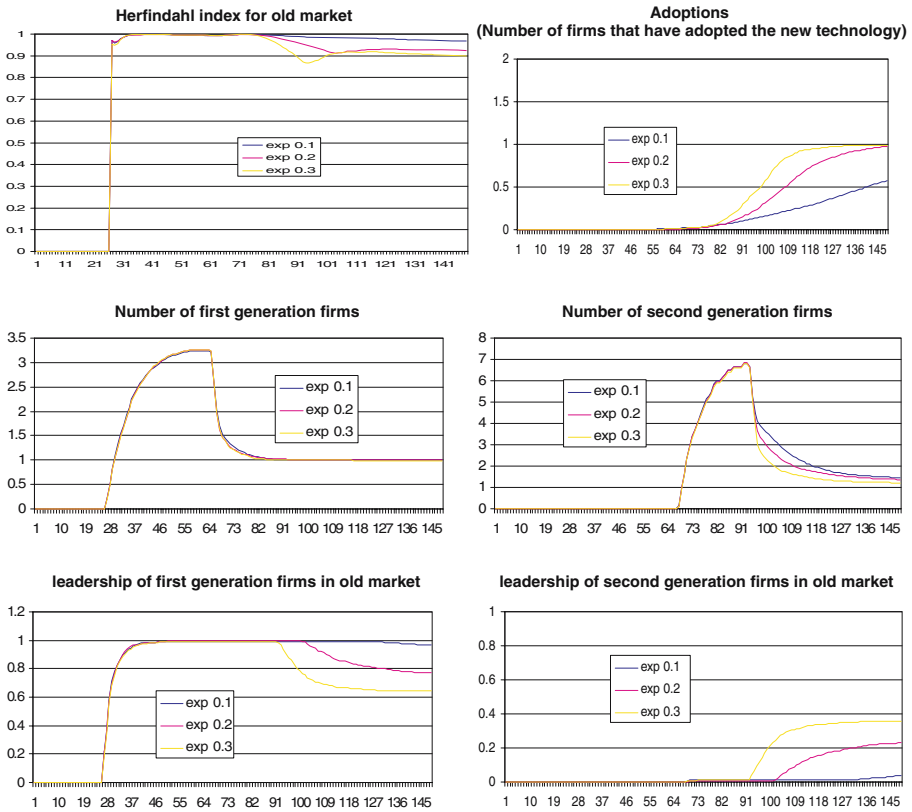 Herfindahl index for old market
1
0.9
0.8
0.7
0.6
0.5
0.4
0.3
0.2
0.1
0
exp 0.1
exp 0.2
exp 0.3
1 11 21 31 41 51 61 71 81 91 101 111 121 131 141
Adoptions
(Number of firms that have adopted the new technology)
2
1.5
1
0.5
0
exp 0.1
exp 0.2
exp 0.3
1 10 19 28 37 46 55 64 73 82 91 100 109 118 127 136 145
Number of first generation firms
3.5
3
2.5
2
1.5
1
0.5
0
exp 0.1
exp 0.2
exp 0.3
1 10 19 28 37 46 55 64 73 82 91 100 109 118 127 136 145
Number of second generation firms
8
7
6
5
4
3
2
1
0
exp 0.1
exp 0.2
exp 0.3
1 10 19 28 37 46 55 64 73 82 91 100 109 118 127 136 145
leadership of first generation firms in old market
1.2
1
0.8
0.6
0.4
0.2
0
exp 0.1
exp 0.2
exp 0.3
1 10 19 28 37 46 55 64 73 82 91 100 109 118 127 136 145
leadership of second generation firms in old market
1
0.8
0.6
0.4
0.2
0
exp 0.1
exp 0.2
exp 0.3
1 10 19 28 37 46 55 64 73 82 91 100 109 118 127 136 145